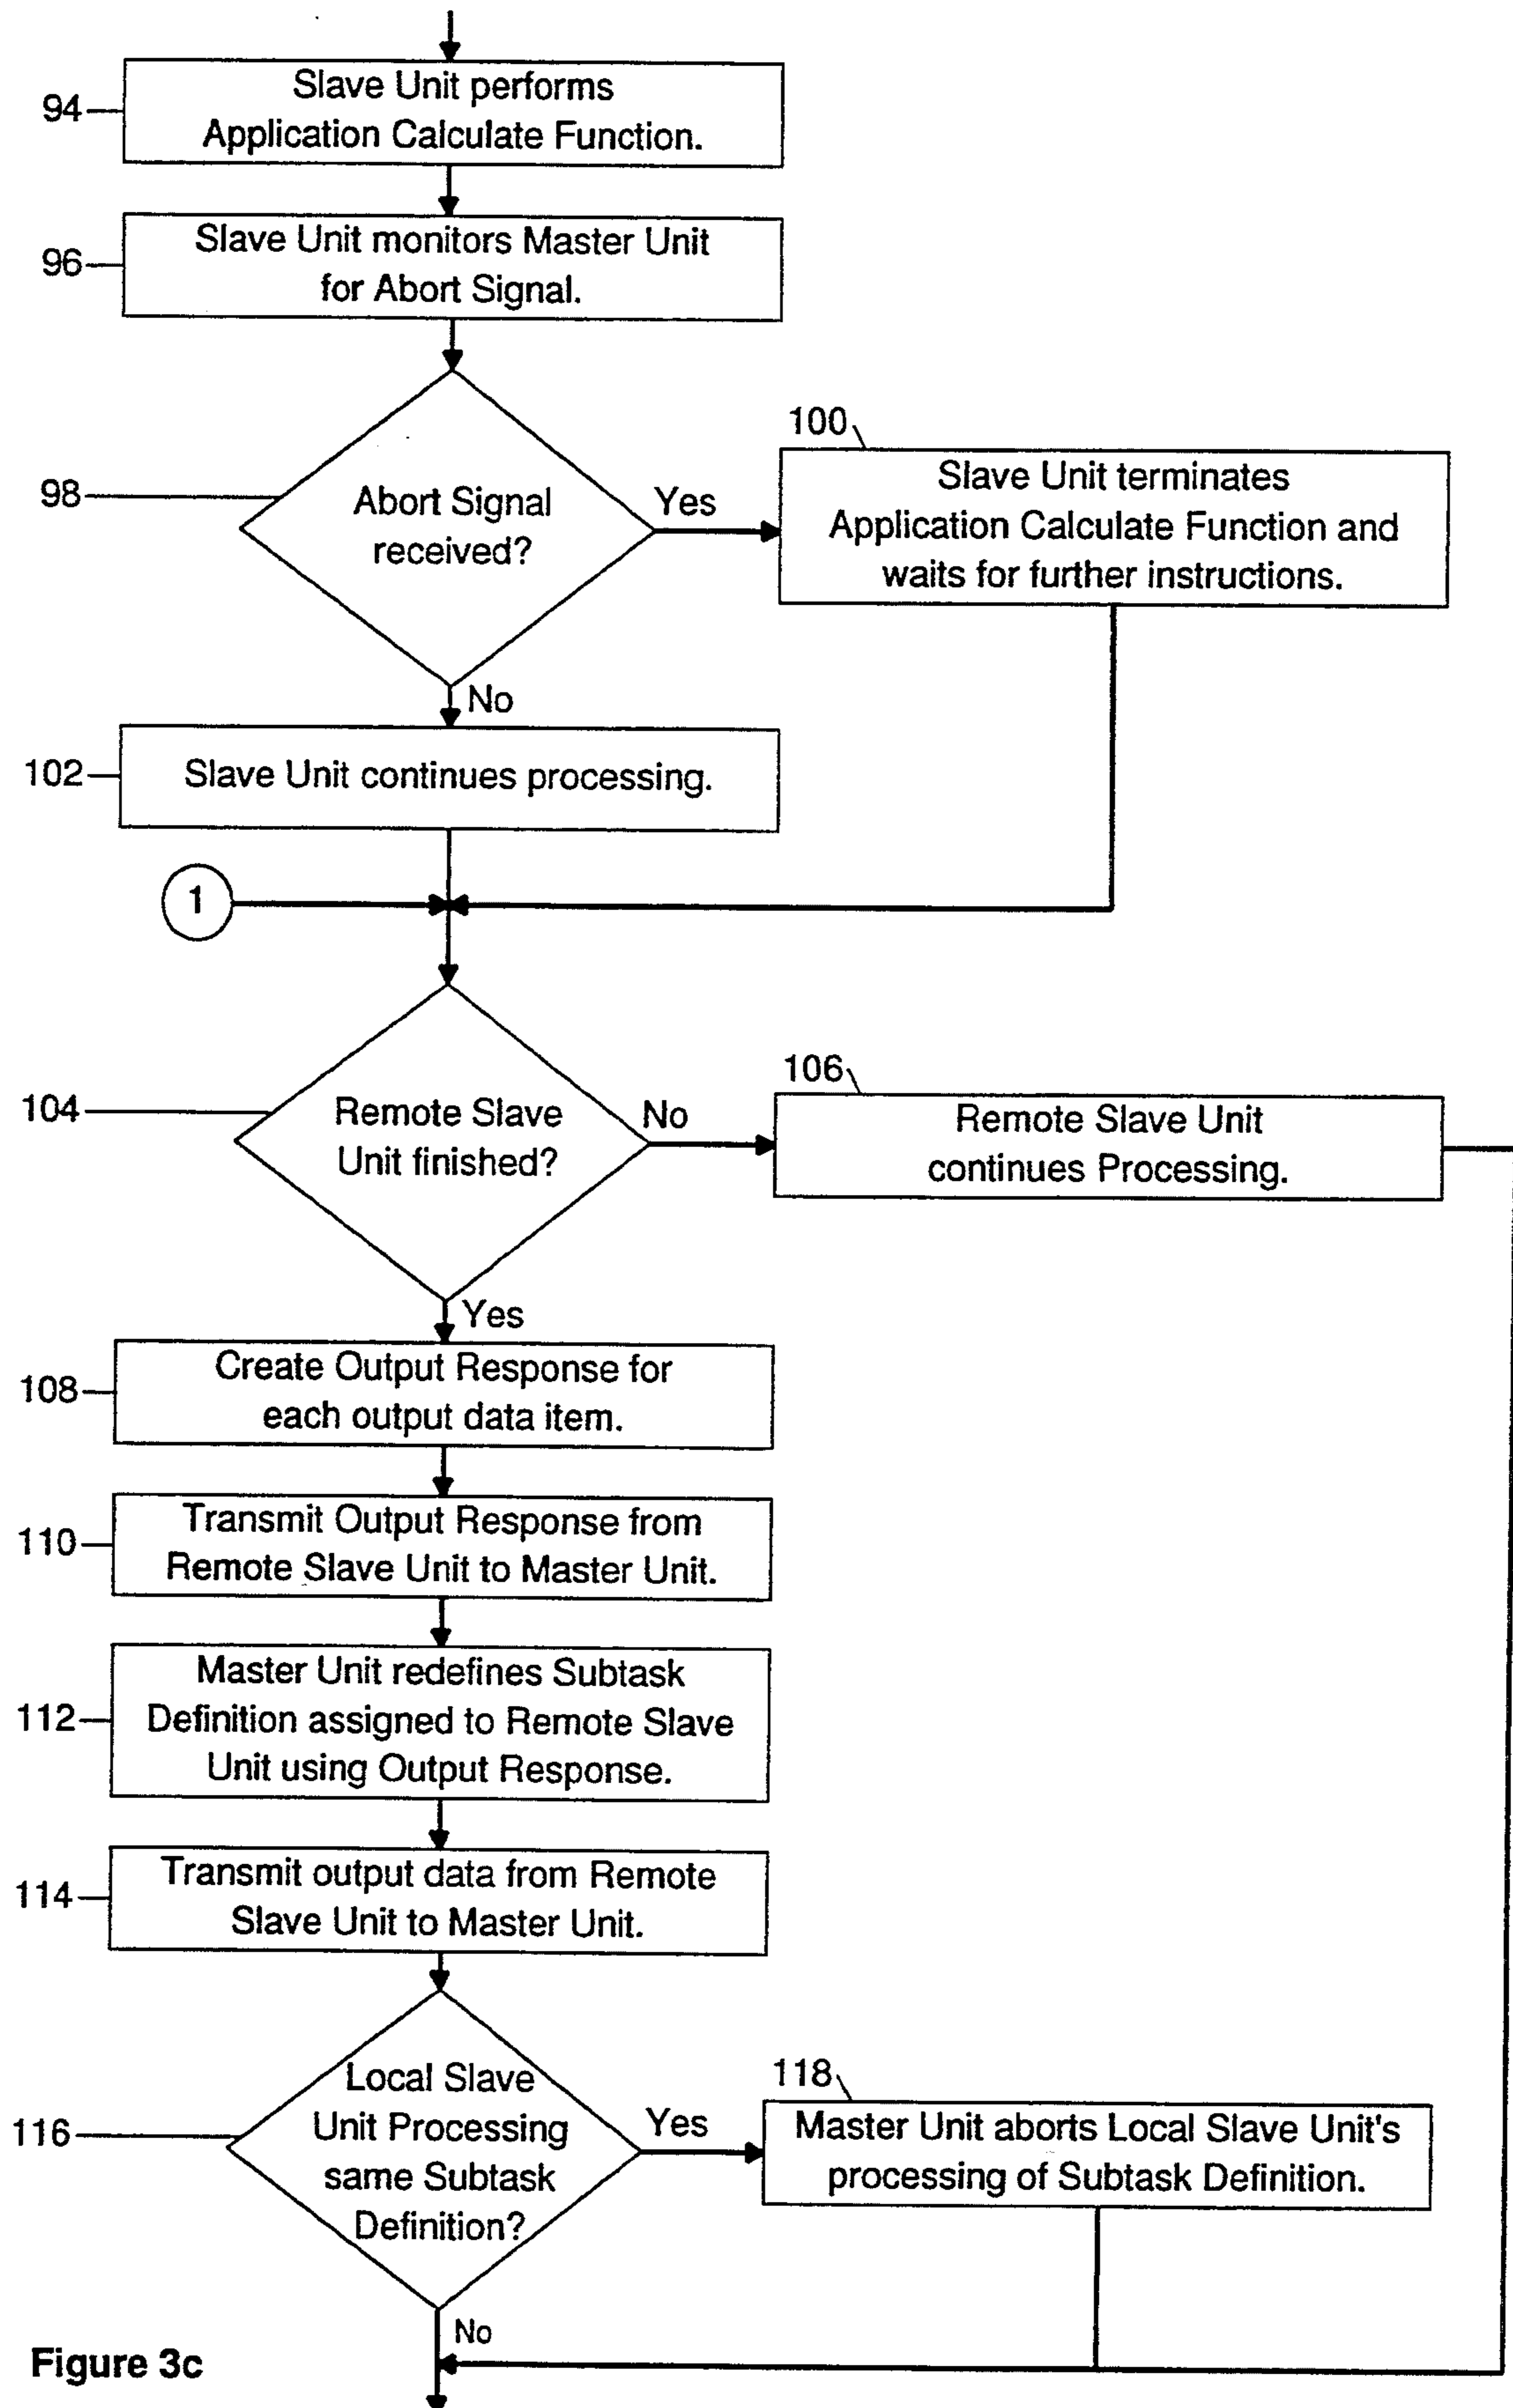 94
Slave Unit performs
Application Calculate Function.
96
Slave Unit monitors Master Unit
for Abort Signal.
98
Abort Signal
received?
Yes
100
Slave Unit terminates
Application Calculate Function and
waits for further instructions.
No
102
Slave Unit continues processing.
1
104
Remote Slave
Unit finished?
No
106
Remote Slave Unit
continues Processing.
Yes
108
Create Output Response for
each output data item.
110
Transmit Output Response from
Remote Slave Unit to Master Unit.
112
Master Unit redefines Subtask
Definition assigned to Remote Slave
Unit using Output Response.
114
Transmit output data from Remote
Slave Unit to Master Unit.
116
Local Slave
Unit Processing
same Subtask
Definition?
Yes
118
Master Unit aborts Local Slave Unit's
processing of Subtask Definition.
No
Figure 3c